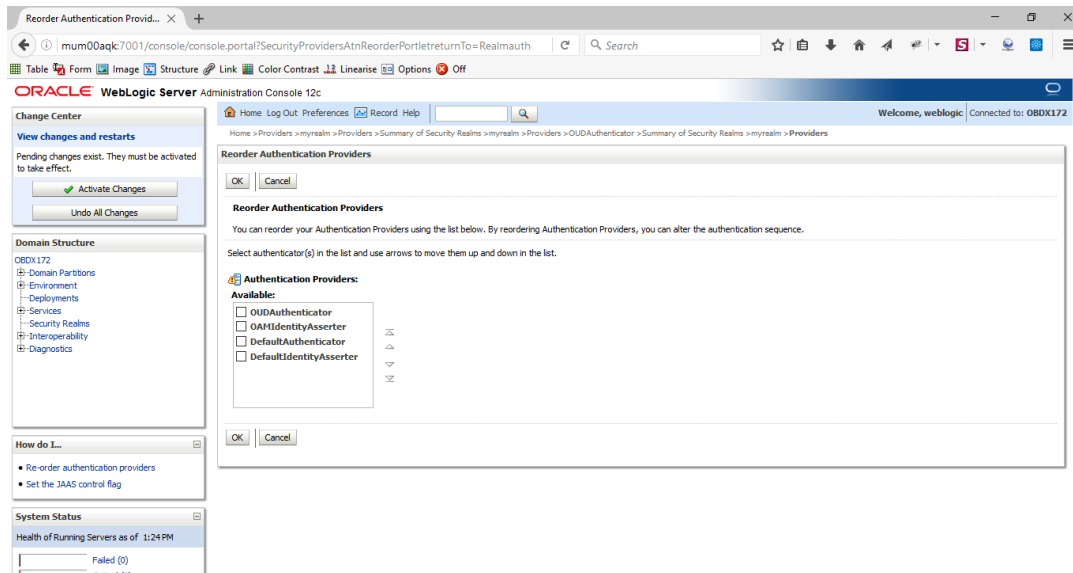 Reorder Authentication Provid...
mum00aqk:7001/console/console.portal?SecurityProvidersAtnReorderPortletreturnTo=Realmauth
Search
Table Form Image Structure Link Color Contrast Linearise Options Off
ORACLE WebLogic Server Administration Console 12c
Change Center
View changes and restarts
Pending changes exist. They must be activated
to take effect.
Activate Changes
Undo All Changes
Domain Structure
OBDX172
Domain Partitions
Environment
Deployments
Services
Security Realms
Interoperability
Diagnostics
How do I...
Re-order authentication providers
Set the JAAS control flag
System Status
Health of Running Servers as of 1:24 PM
Failed (0)
Home Log Out Preferences Record Help
Welcome, weblogic Connected to: OBDX172
Home >Providers >myrealm >Providers >Summary of Security Realms >myrealm >Providers >OUDAuthenticator >Summary of Security Realms >myrealm >Providers
Reorder Authentication Providers
OK Cancel
Reorder Authentication Providers
You can reorder your Authentication Providers using the list below. By reordering Authentication Providers, you can alter the authentication sequence.
Select authenticator(s) in the list and use arrows to move them up and down in the list.
Authentication Providers:
Available:
OUDAuthenticator
OAMIdentityAsserter
DefaultAuthenticator
DefaultIdentityAsserter
OK Cancel